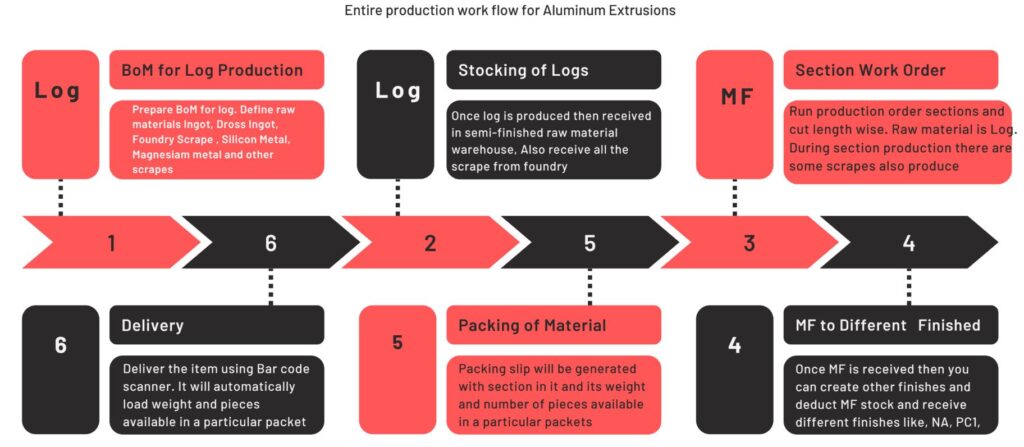 Entire production work flow for Aluminum Extrusions
Log
BoM for Log Production
Prepare BoM for log. Define raw
materials Ingot, Dross Ingot,
Foundry Scrape , Silicon Metal,
Magnesiam metal and other
scrapes
Log
Stocking of Logs
Once log is produced then received
in semi-finished raw material
warehouse, Also receive all the
scrape from foundry
MF
Section Work Order
Run production order sections and
cut length wise. Raw material is Log.
During section production there are
some scrapes also produce
1
6
2
5
3
4
6
Delivery
Deliver the item using Bar code
scanner. It will automatically
load weight and pieces
available in a particular packet
5
Packing of Material
Packing slip will be generated
with section in it and its weight
and number of pieces available
in a particular packets
4
MF to Different Finished
Once MF is received then you
can create other finishes and
deduct MF stock and receive
different finishes like, NA, PC1,